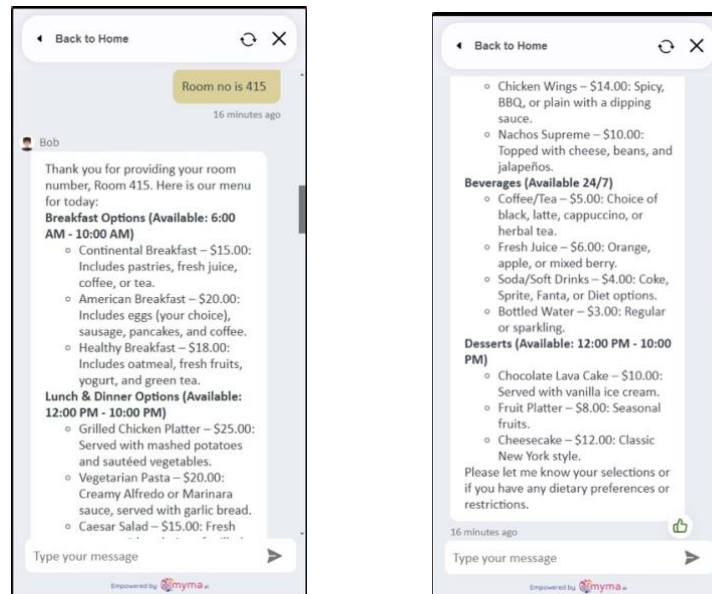 Back to Home
Room no is 415
16 minutes ago
Bob
Thank you for providing your room
number, Room 415. Here is our menu
for today:
Breakfast Options (Available: 6:00
AM - 10:00 AM)
Continental Breakfast – $15.00:
Includes pastries, fresh juice,
coffee, or tea.
American Breakfast – $20.00:
Includes eggs (your choice),
sausage, pancakes, and coffee.
Healthy Breakfast – $18.00:
Includes oatmeal, fresh fruits,
yogurt, and green tea.
Lunch & Dinner Options (Available:
12:00 PM - 10:00 PM)
Grilled Chicken Platter – $25.00:
Served with mashed potatoes
and sautéed vegetables.
Vegetarian Pasta – $20.00:
Creamy Alfredo or Marinara
sauce, served with garlic bread.
Caesar Salad – $15.00: Fresh
Type your message
Empowered by myma.ai
Back to Home
Chicken Wings – $14.00: Spicy,
BBQ, or plain with a dipping
sauce.
Nachos Supreme – $10.00:
Topped with cheese, beans, and
jalapeños.
Beverages (Available 24/7)
Coffee/Tea – $5.00: Choice of
black, latte, cappuccino, or
herbal tea.
Fresh Juice – $6.00: Orange,
apple, or mixed berry.
Soda/Soft Drinks – $4.00: Coke,
Sprite, Fanta, or Diet options.
Bottled Water – $3.00: Regular
or sparkling.
Desserts (Available: 12:00 PM - 10:00
PM)
Chocolate Lava Cake – $10.00:
Served with vanilla ice cream.
Fruit Platter – $8.00: Seasonal
fruits.
Cheesecake – $12.00: Classic
New York style.
Please let me know your selections or
if you have any dietary preferences or
restrictions.
16 minutes ago
Type your message
Empowered by myma.ai